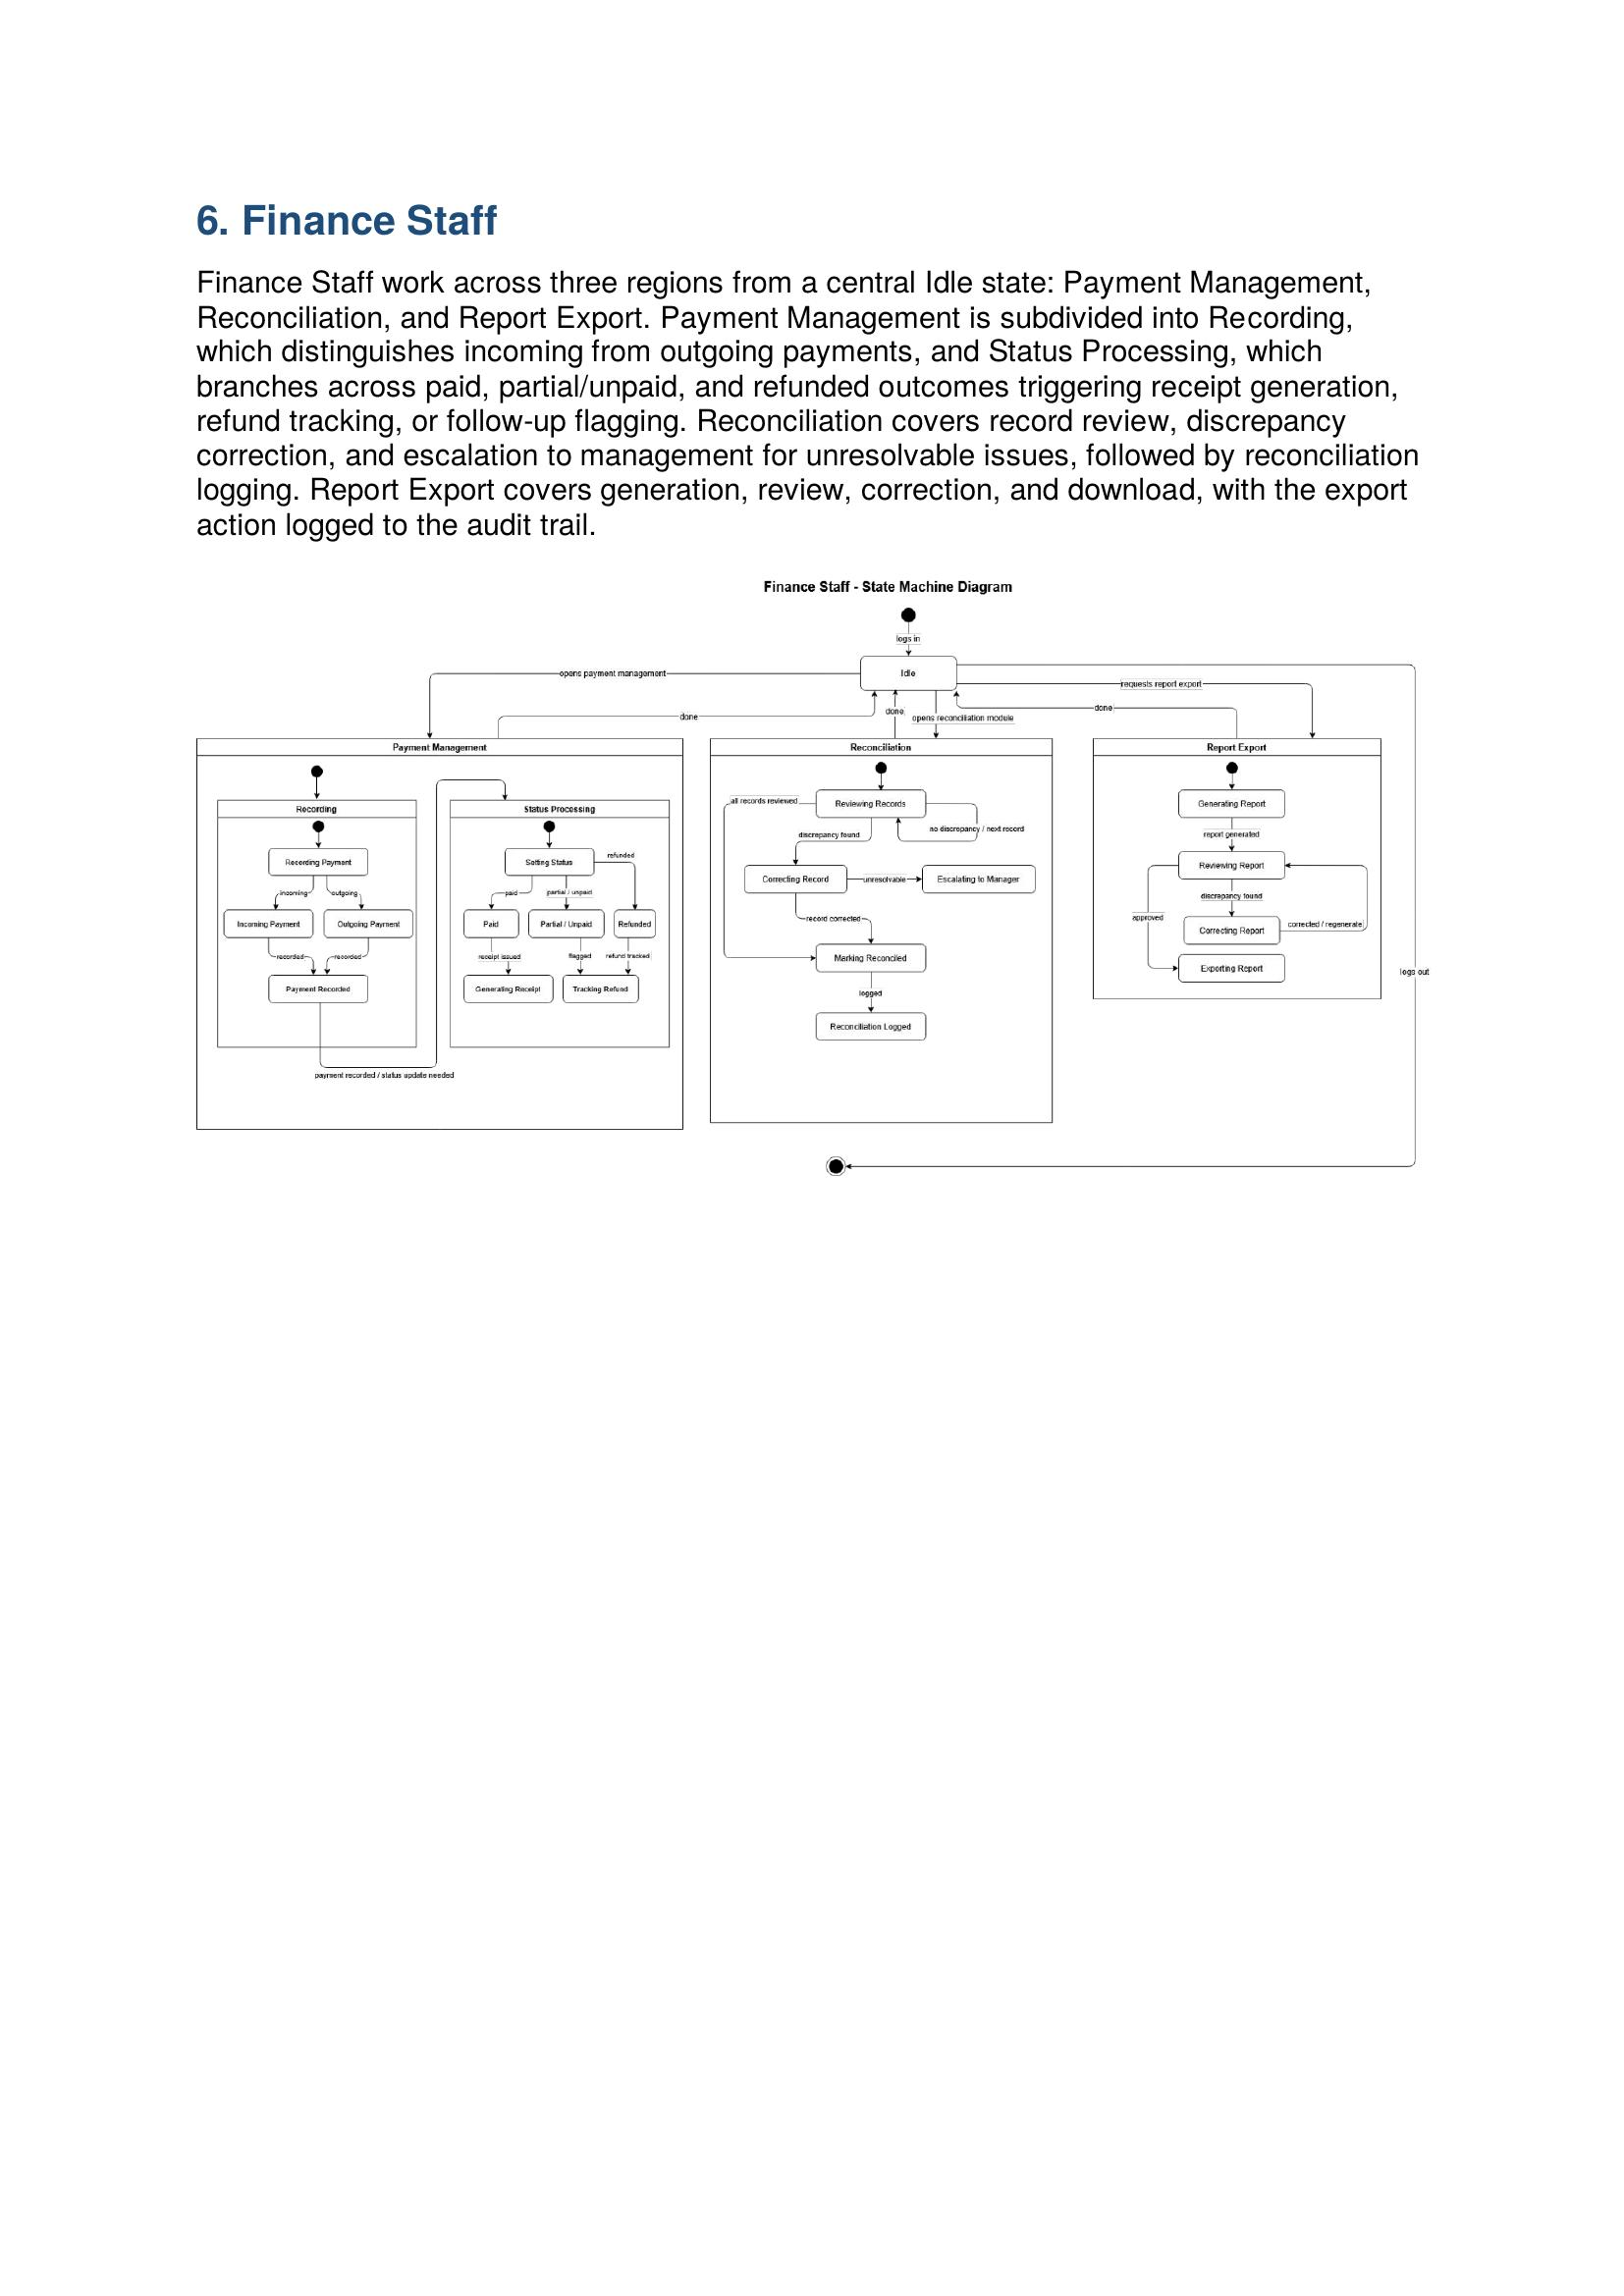 6. Finance Staff
Finance Staff work across three regions from a central Idle state: Payment Management,
Reconciliation, and Report Export. Payment Management is subdivided into Recording,
which distinguishes incoming from outgoing payments, and Status Processing, which
branches across paid, partial/unpaid, and refunded outcomes triggering receipt generation,
refund tracking, or follow-up flagging. Reconciliation covers record review, discrepancy
correction, and escalation to management for unresolvable issues, followed by reconciliation
logging. Report Export covers generation, review, correction, and download, with the export
action logged to the audit trail.
Finance Staff - State Machine Diagram
logs in
Idle
opens payment management
requests report export
done
done
opens reconciliation module
done
Payment Management
Recording
Recording Payment
incoming
outgoing
Incoming Payment
Outgoing Payment
recorded
recorded
Payment Recorded
payment recorded / status update needed
Status Processing
Setting Status
refunded
paid
partial / unpaid
Paid
Partial / Unpaid
Refunded
receipt issued
flagged
refund tracked
Generating Receipt
Tracking Refund
Reconciliation
Reviewing Records
all records reviewed
no discrepancy / next record
discrepancy found
Correcting Record
unresolvable
Escalating to Manager
record corrected
Marking Reconciled
logged
Reconciliation Logged
Report Export
Generating Report
report generated
Reviewing Report
discrepancy found
approved
Correcting Report
corrected / regenerate
Exporting Report
logs out